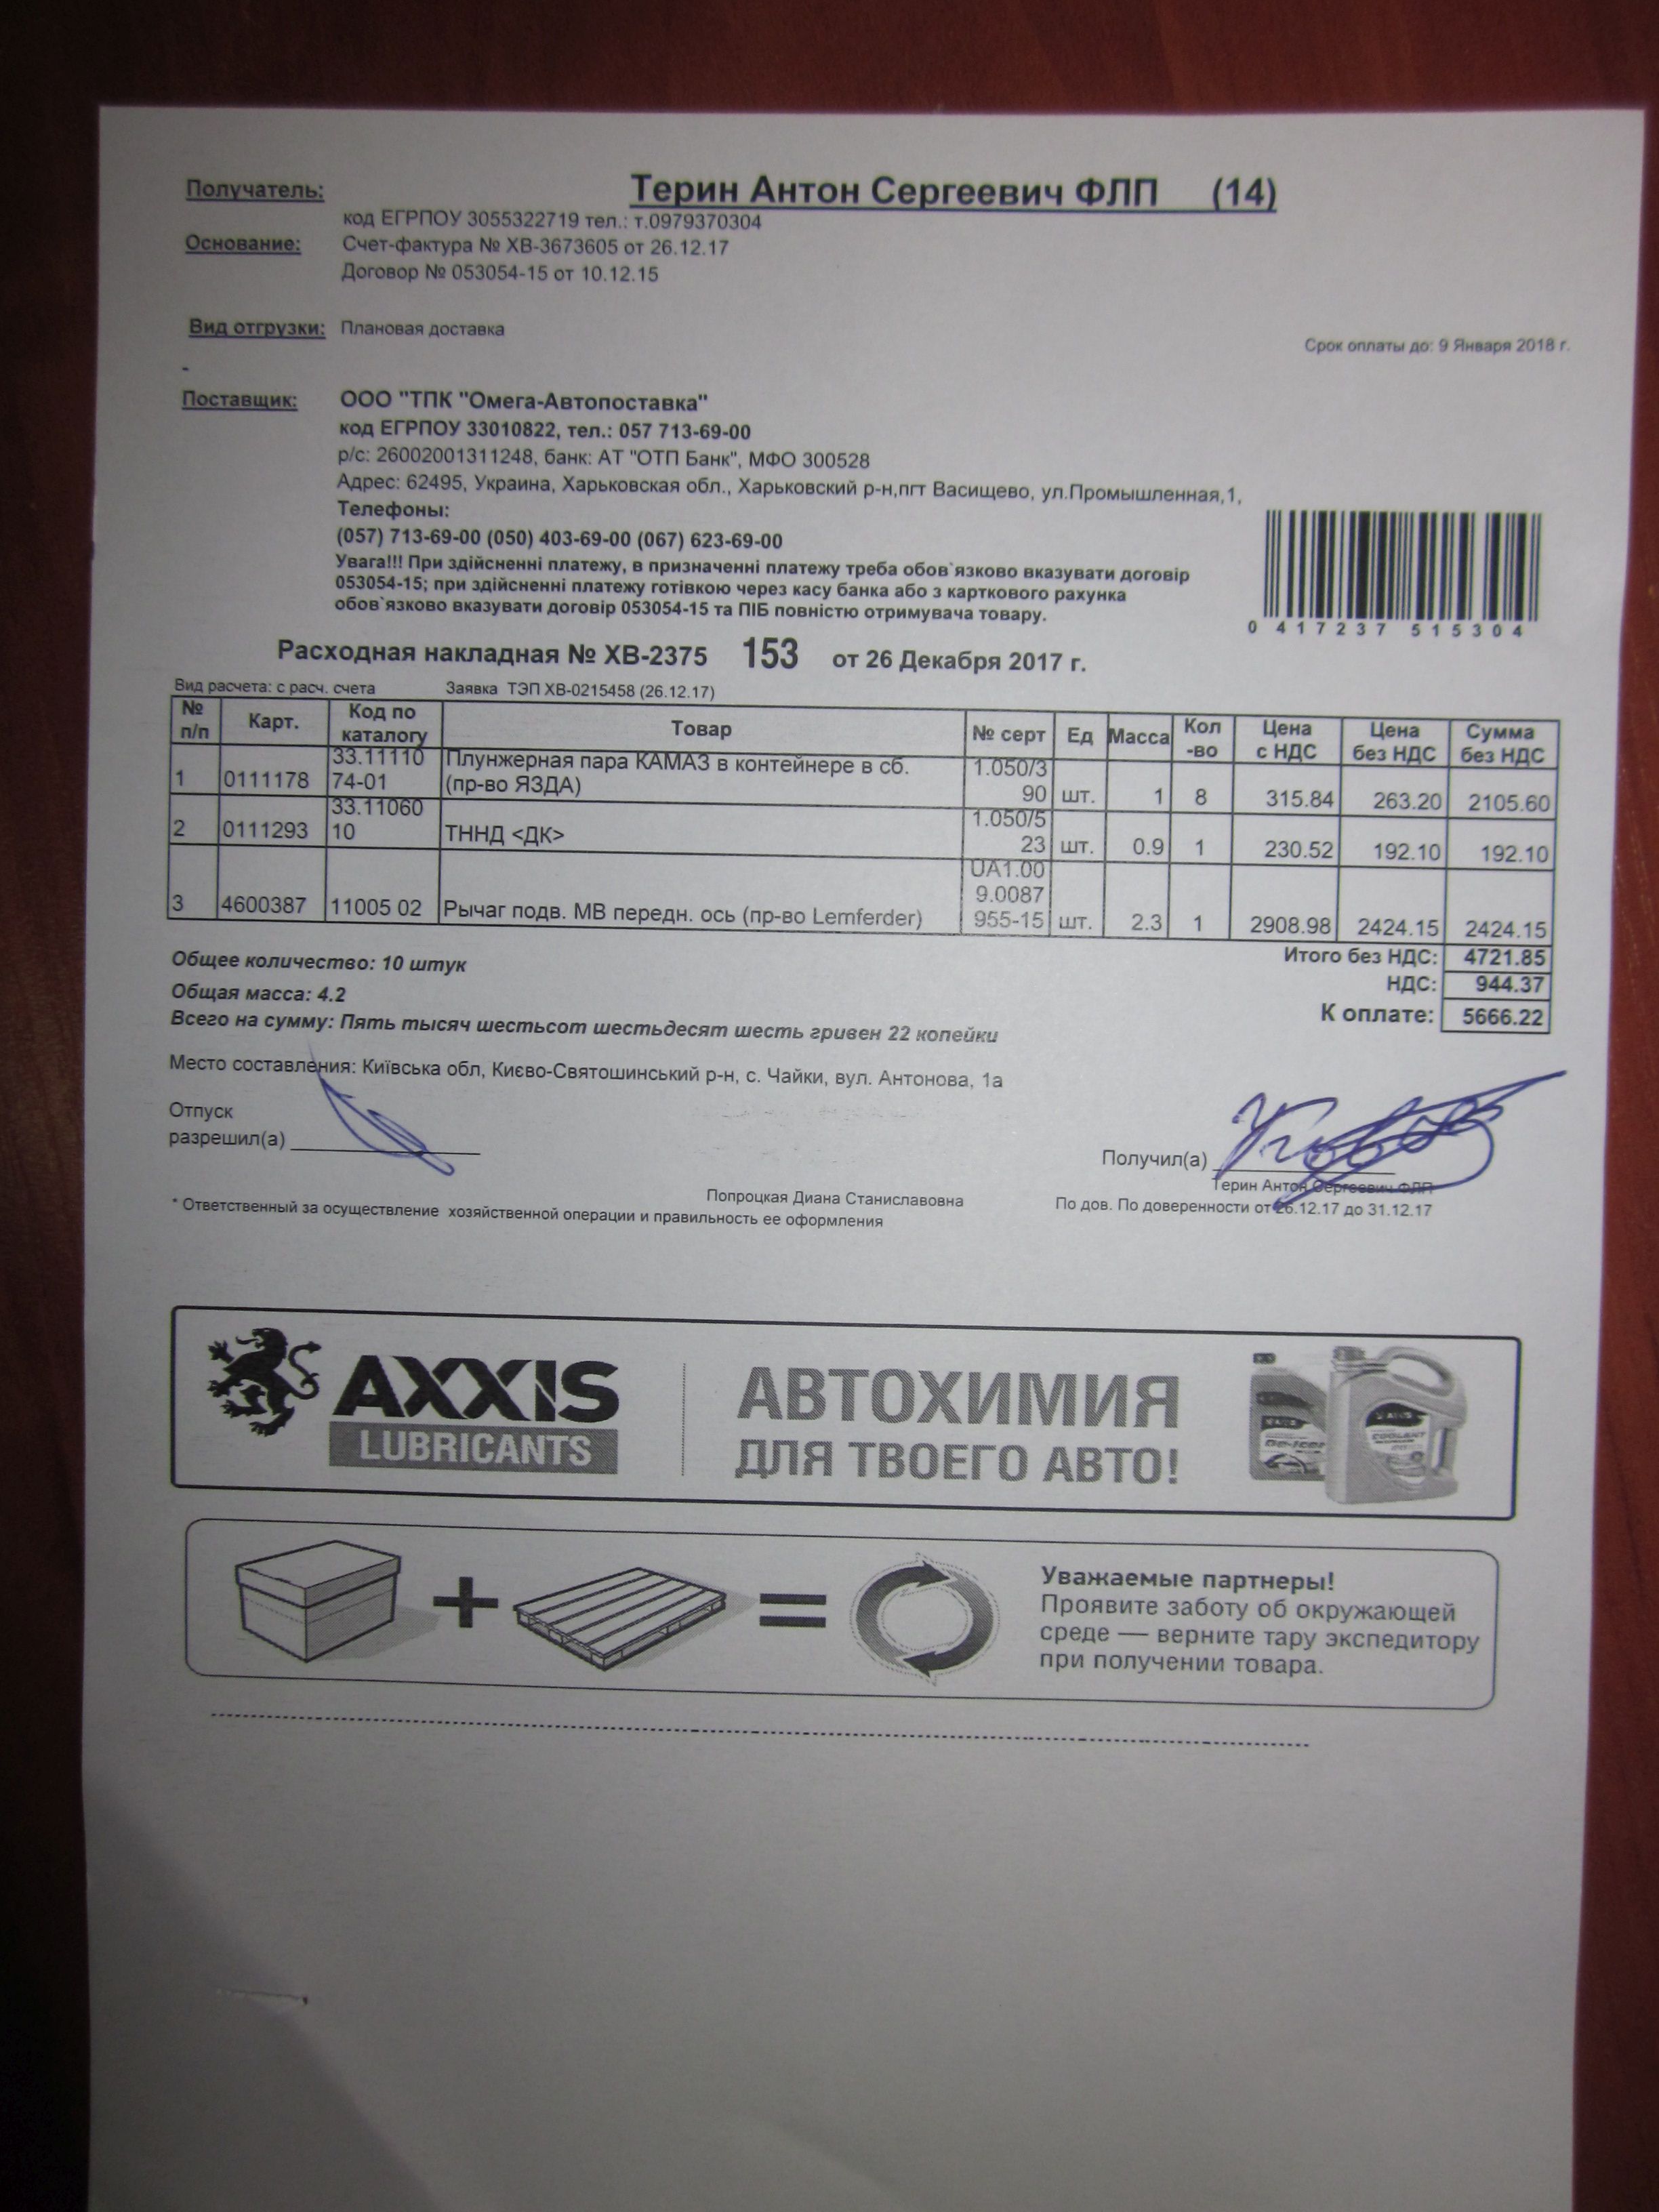 Получатель: Терин Антон Сергеевич ФЛП (14)
код ЕГРПОУ 3055322719 тел.: т.0979370304
Основание: Счет-фактура № ХВ-3673605 от 26.12.17
Договор № 053054-15 от 10.12.15
Вид отгрузки: Плановая доставка
Срок оплаты до: 9 Января 2018 г.
-
Поставщик: ООО "ТПК "Омега-Автопоставка"
код ЕГРПОУ 33010822, тел.: 057 713-69-00
р/с: 26002001311248, банк: АТ "ОТП Банк", МФО 300528
Адрес: 62495, Украина, Харьковская обл., Харьковский р-н,пгт Васищево, ул.Промышленная,1,
Телефоны:
(057) 713-69-00 (050) 403-69-00 (067) 623-69-00
Увага!!! При здійсненні платежу, в призначенні платежу треба обов`язково вказувати договір
053054-15; при здійсненні платежу готівкою через касу банка або з карткового рахунка
обов`язково вказувати договір 053054-15 та ПІБ повністю отримувача товару.
0 417237 515304
Расходная накладная № ХВ-2375 153 от 26 Декабря 2017 г.
Вид расчета: с расч. счета Заявка ТЭП ХВ-0215458 (26.12.17)
№ п/п Карт. Код по каталогу Товар № серт Ед Масса Кол -во Цена с НДС Цена без НДС Сумма без НДС
1 0111178 33.11110 74-01 Плунжерная пара КАМАЗ в контейнере в сб. (пр-во ЯЗДА) 1.050/3 90 шт. 1 8 315.84 263.20 2105.60
2 0111293 33.11060 10 ТННД <ДК> 1.050/5 23 шт. 0.9 1 230.52 192.10 192.10
3 4600387 11005 02 Рычаг подв. МВ передн. ось (пр-во Lemferder) UA1.00 9.0087 955-15 шт. 2.3 1 2908.98 2424.15 2424.15
Итого без НДС: 4721.85
Общее количество: 10 штук
НДС: 944.37
Общая масса: 4.2
К оплате: 5666.22
Всего на сумму: Пять тысяч шестьсот шестьдесят шесть гривен 22 копейки
Место составления: Київська обл, Києво-Святошинський р-н, с. Чайки, вул. Антонова, 1а
Отпуск
разрешил(а)
Получил(а)
Терин Антон Сергеевич ФЛП
Попроцкая Диана Станиславовна
По дов. По доверенности от 26.12.17 до 31.12.17
* Ответственный за осуществление хозяйственной операции и правильность ее оформления
AXXIS
LUBRICANTS
АВТОХИМИЯ
ДЛЯ ТВОЕГО АВТО!
De-icer
COOLANT
Уважаемые партнеры!
Проявите заботу об окружающей
среде — верните тару экспедитору
при получении товара.